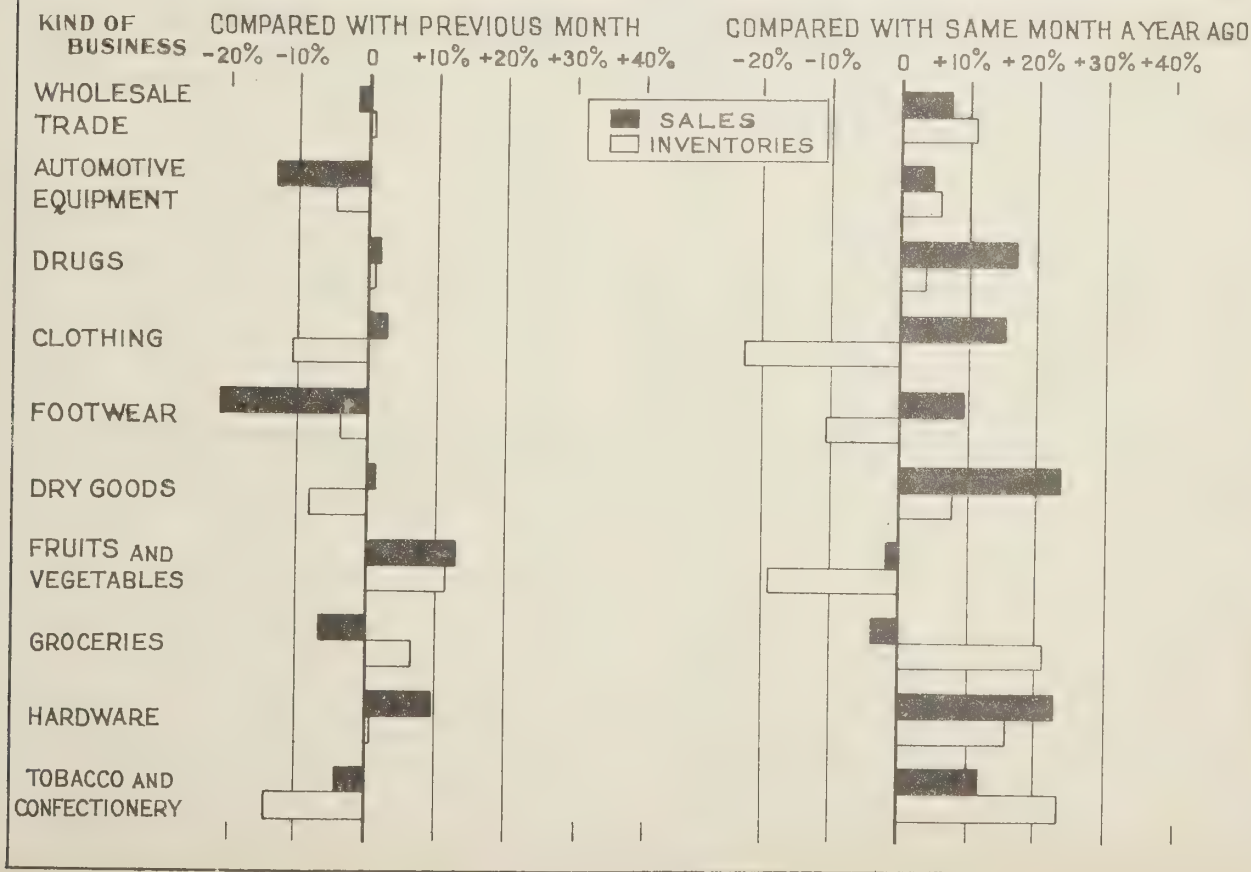 KIND OF
BUSINESS
COMPARED WITH PREVIOUS MONTH
-20% -10% 0 +10% +20% +30% +40%
COMPARED WITH SAME MONTH A YEAR AGO
-20% -10% 0 +10% +20% +30% +40%
SALES
INVENTORIES
WHOLESALE
TRADE
AUTOMOTIVE
EQUIPMENT
DRUGS
CLOTHING
FOOTWEAR
DRY GOODS
FRUITS AND
VEGETABLES
GROCERIES
HARDWARE
TOBACCO AND
CONFECTIONERY